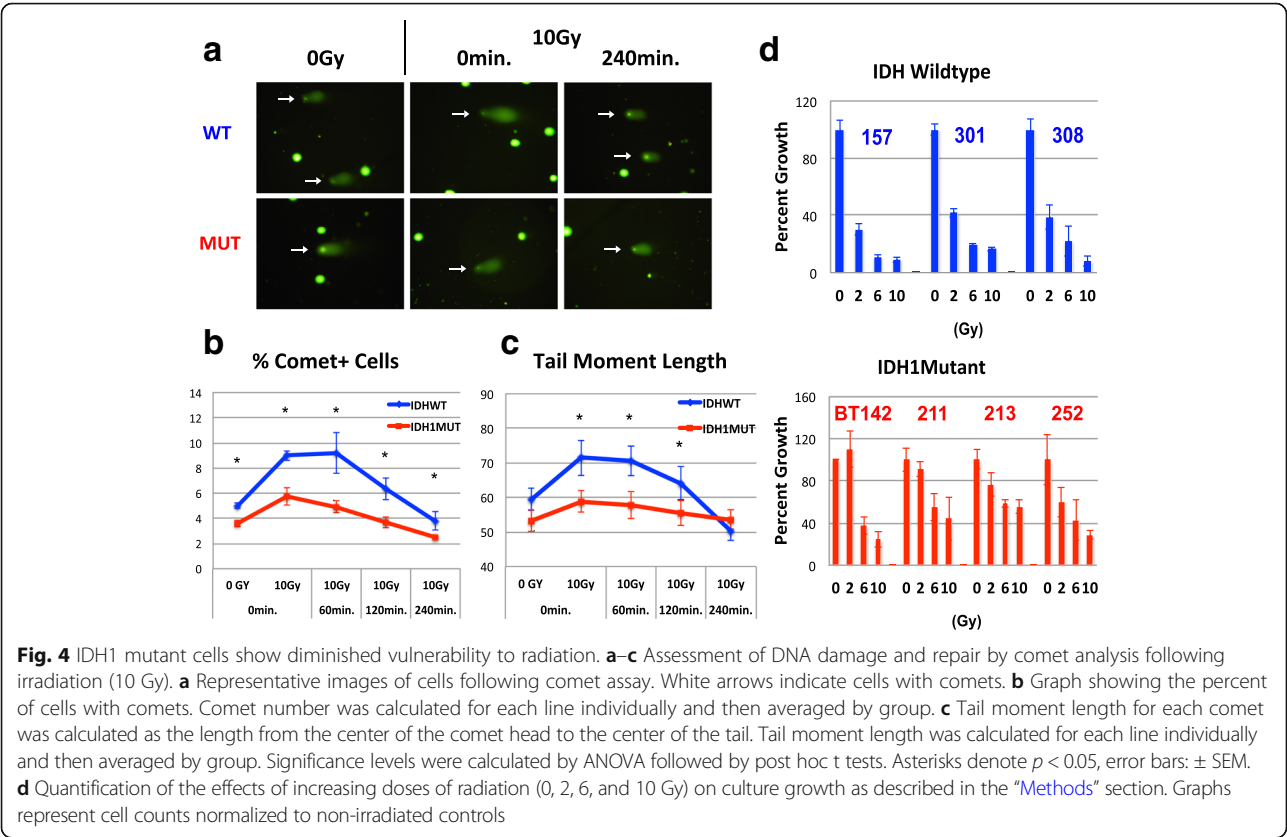 a
0Gy
10Gy
0min.
240min.
WT
MUT
b
% Comet+ Cells
14
12
10
8
6
4
2
0
IDHWT
IDH1MUT
*
*
*
*
*
0 GY
10Gy
10Gy
10Gy
10Gy
0min.
60min.
120min.
240min.
c
Tail Moment Length
90
80
70
60
50
40
IDHWT
IDH1MUT
*
*
*
0 GY
10Gy
10Gy
10Gy
10Gy
0min.
60min.
120min.
240min.
d
IDH Wildtype
Percent Growth
120
80
40
0
157
301
308
0 2 6 10 0 2 6 10 0 2 6 10
(Gy)
IDH1Mutant
Percent Growth
160
120
80
40
0
BT142 211 213 252
0 2 6 10 0 2 6 10 0 2 6 10 0 2 6 10
(Gy)
Fig. 4 IDH1 mutant cells show diminished vulnerability to radiation. a–c Assessment of DNA damage and repair by comet analysis following
irradiation (10 Gy). a Representative images of cells following comet assay. White arrows indicate cells with comets. b Graph showing the percent
of cells with comets. Comet number was calculated for each line individually and then averaged by group. c Tail moment length for each comet
was calculated as the length from the center of the comet head to the center of the tail. Tail moment length was calculated for each line individually
and then averaged by group. Significance levels were calculated by ANOVA followed by post hoc t tests. Asterisks denote p < 0.05, error bars: ± SEM.
d Quantification of the effects of increasing doses of radiation (0, 2, 6, and 10 Gy) on culture growth as described in the “Methods” section. Graphs
represent cell counts normalized to non-irradiated controls